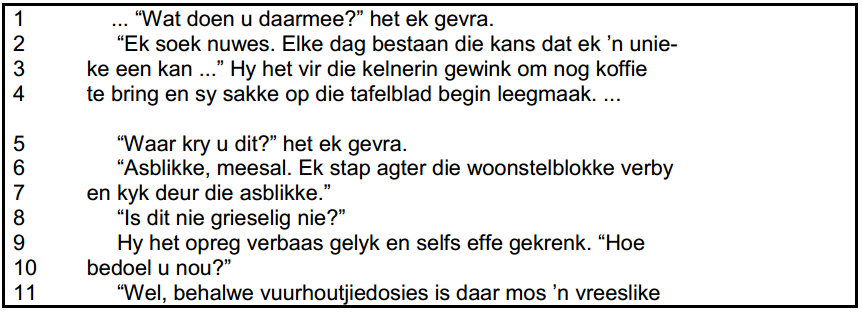 1 ... “Wat doen u daarmee?” het ek gevra.
2 “Ek soek nuwes. Elke dag bestaan die kans dat ek ’n unie-
3 ke een kan ...” Hy het vir die kelnerin gewink om nog koffie
4 te bring en sy sakke op die tafelblad begin leegmaak. ...
5 “Waar kry u dit?” het ek gevra.
6 “Asblikke, meesal. Ek stap agter die woonstelblokke verby
7 en kyk deur die asblikke.”
8 “Is dit nie grieselig nie?”
9 Hy het opreg verbaas gelyk en selfs effe gekrenk. “Hoe
10 bedoel u nou?”
11 “Wel, behalwe vuurhoutjiedosies is daar mos ’n vreeslike